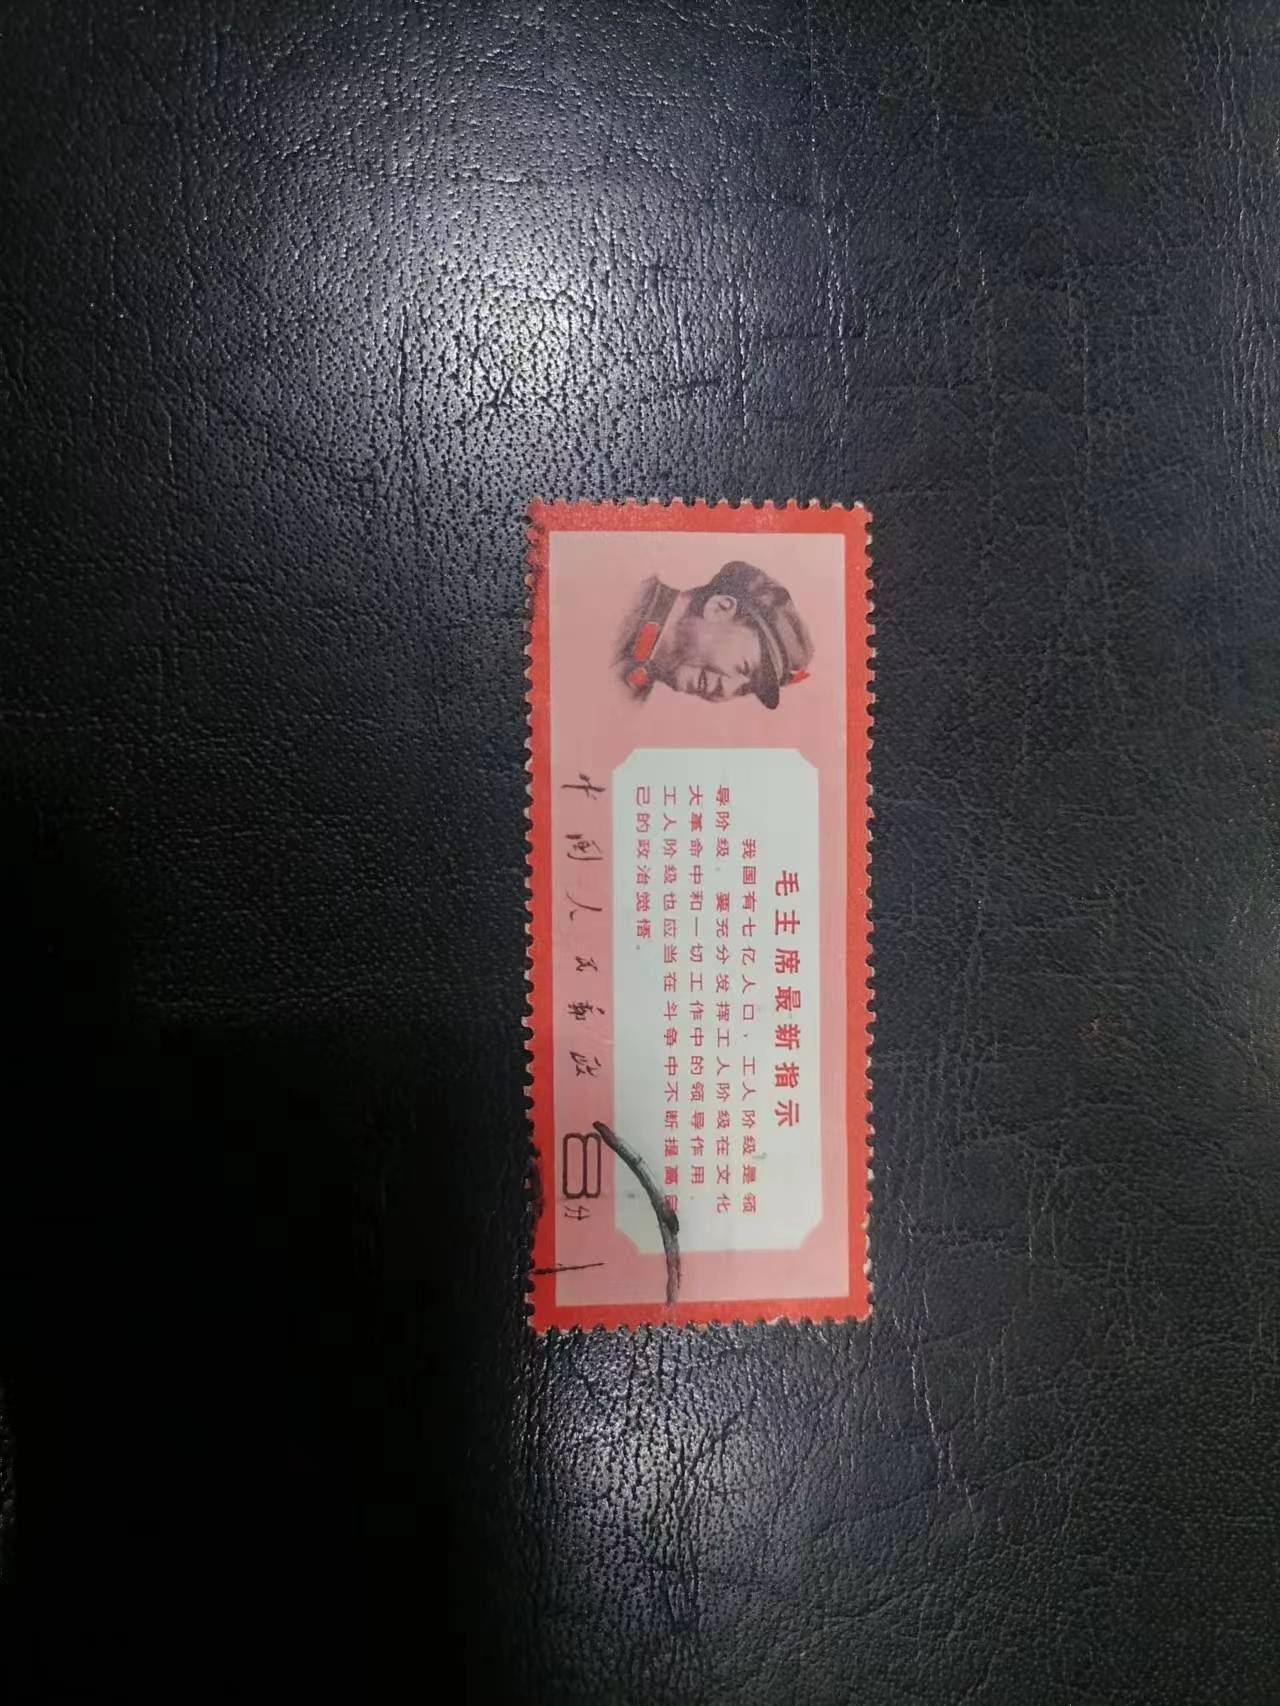 毛主席最新指示
我国有七亿人口，工人阶级是领
导阶级。要充分发挥工人阶级在文化
大革命中和一切工作中的领导作用。
工人阶级也应当在斗争中不断提高自
己的政治觉悟。
中国人民邮政 8分